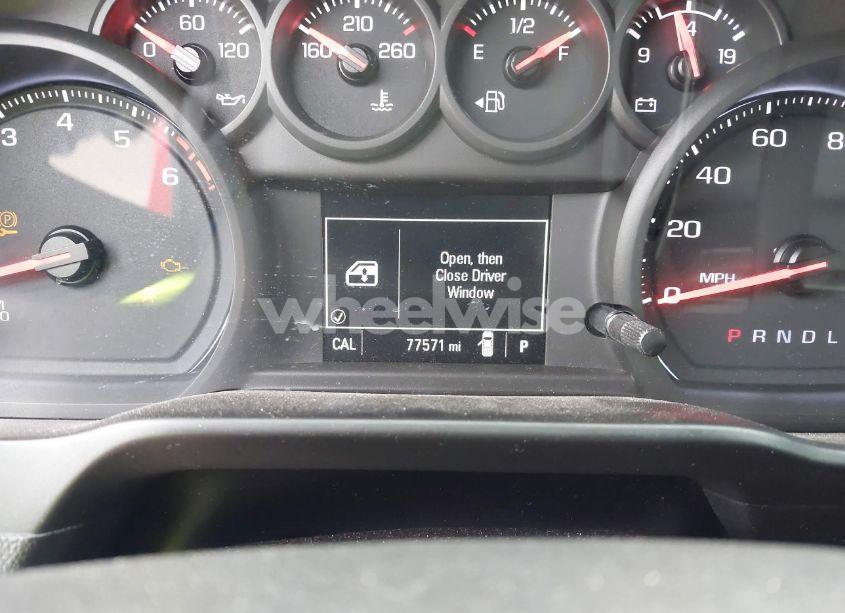 0 60 120
160 210 260
E 1/2 F
9 19
3 4 5 6
0 20 40 60
MPH
Open, then
Close Driver
Window
wheelwise
CAL 77571 mi P
P R N D L